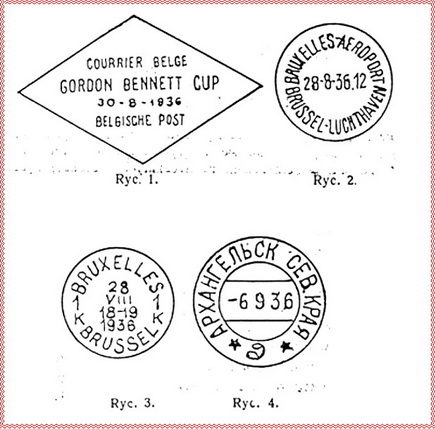 COURRIER BELGE
GORDON BENNETT CUP
30-8-1936
BELGISCHE POST
BRUXELLES-AEROPORT
28-8-36.12
BRUSSEL-LUCHTHAVEN
Ryc. 1.
Ryc. 2.
BRUXELLES
28
VIII
1K 18-19 1K
1936
BRUSSEL
АРХАНГЕЛЬСК СЕВ. КРАЯ
-6 9 36
д
Ryc. 3.
Ryc. 4.